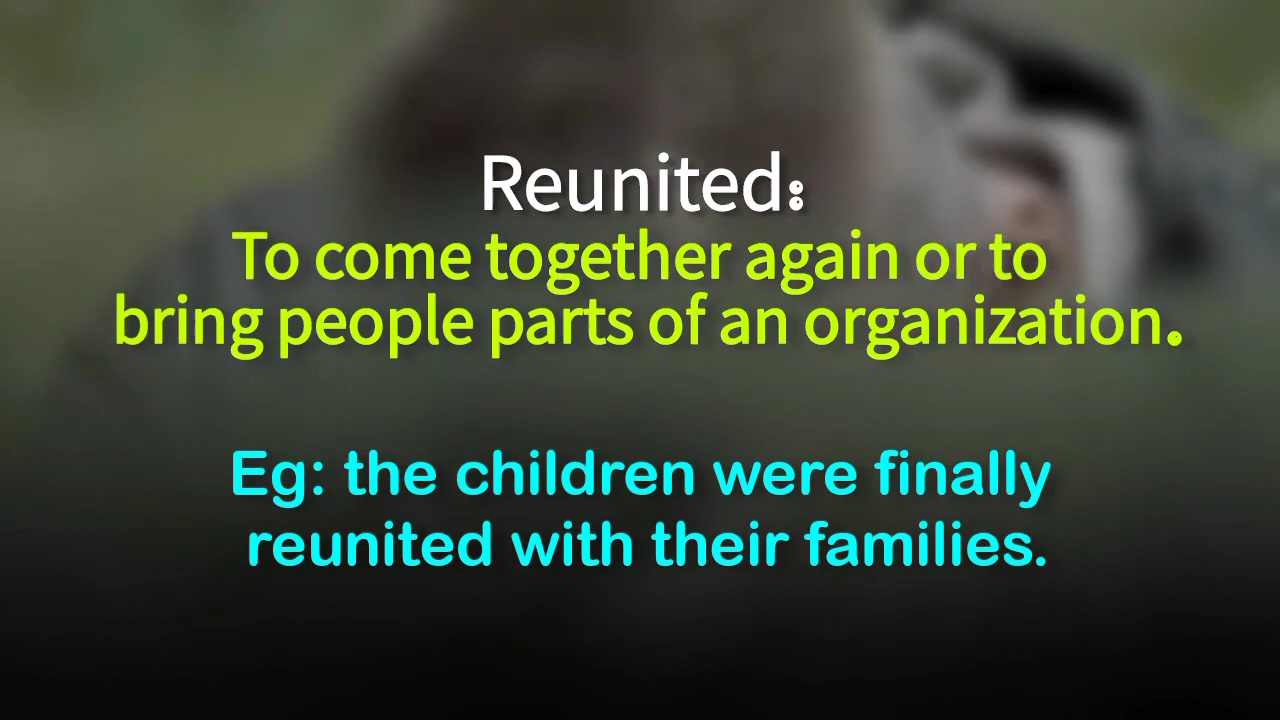 Reunited:
To come together again or to
bring people parts of an organization.
Eg: the children were finally
reunited with their families.